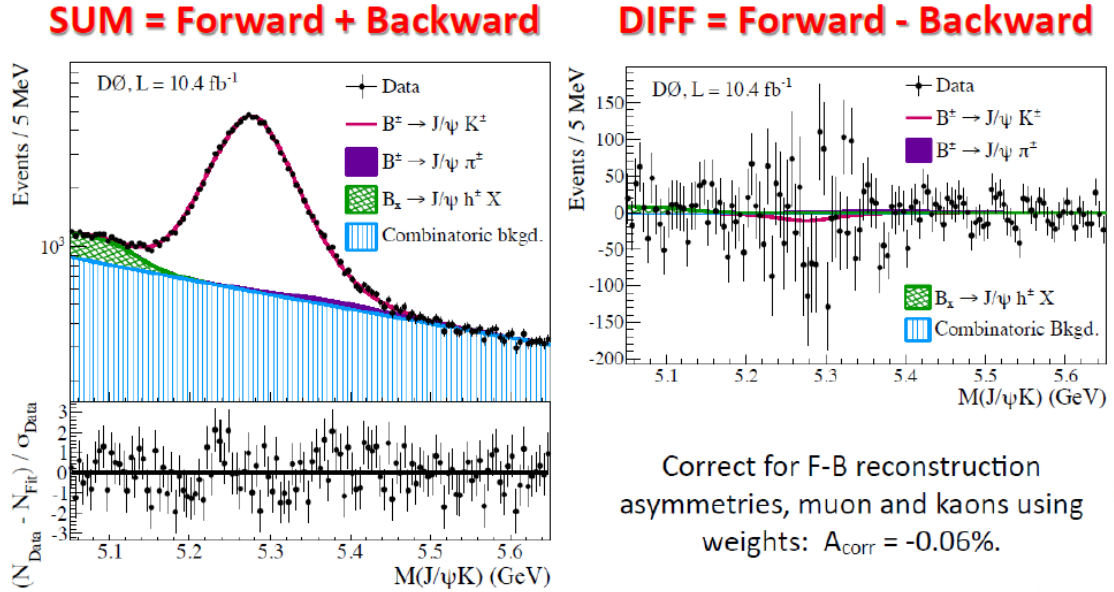 SUM = Forward + Backward
DØ, L = 10.4 fb⁻¹
Data
B± → J/ψ K±
B± → J/ψ π±
Bₓ → J/ψ h± X
Combinatoric bkgd.
Events / 5 MeV
10³
(N_Data - N_Fit) / σ_Data
3
2
1
0
-1
-2
-3
5.1 5.2 5.3 5.4 5.5 5.6
M(J/ψK) (GeV)
DIFF = Forward - Backward
DØ, L = 10.4 fb⁻¹
Data
B± → J/ψ K±
B± → J/ψ π±
Events / 5 MeV
150
100
50
0
-50
-100
-150
-200
Bₓ → J/ψ h± X
Combinatoric Bkgd.
5.1 5.2 5.3 5.4 5.5 5.6
M(J/ψK) (GeV)
Correct for F-B reconstruction
asymmetries, muon and kaons using
weights: A_corr = -0.06%.